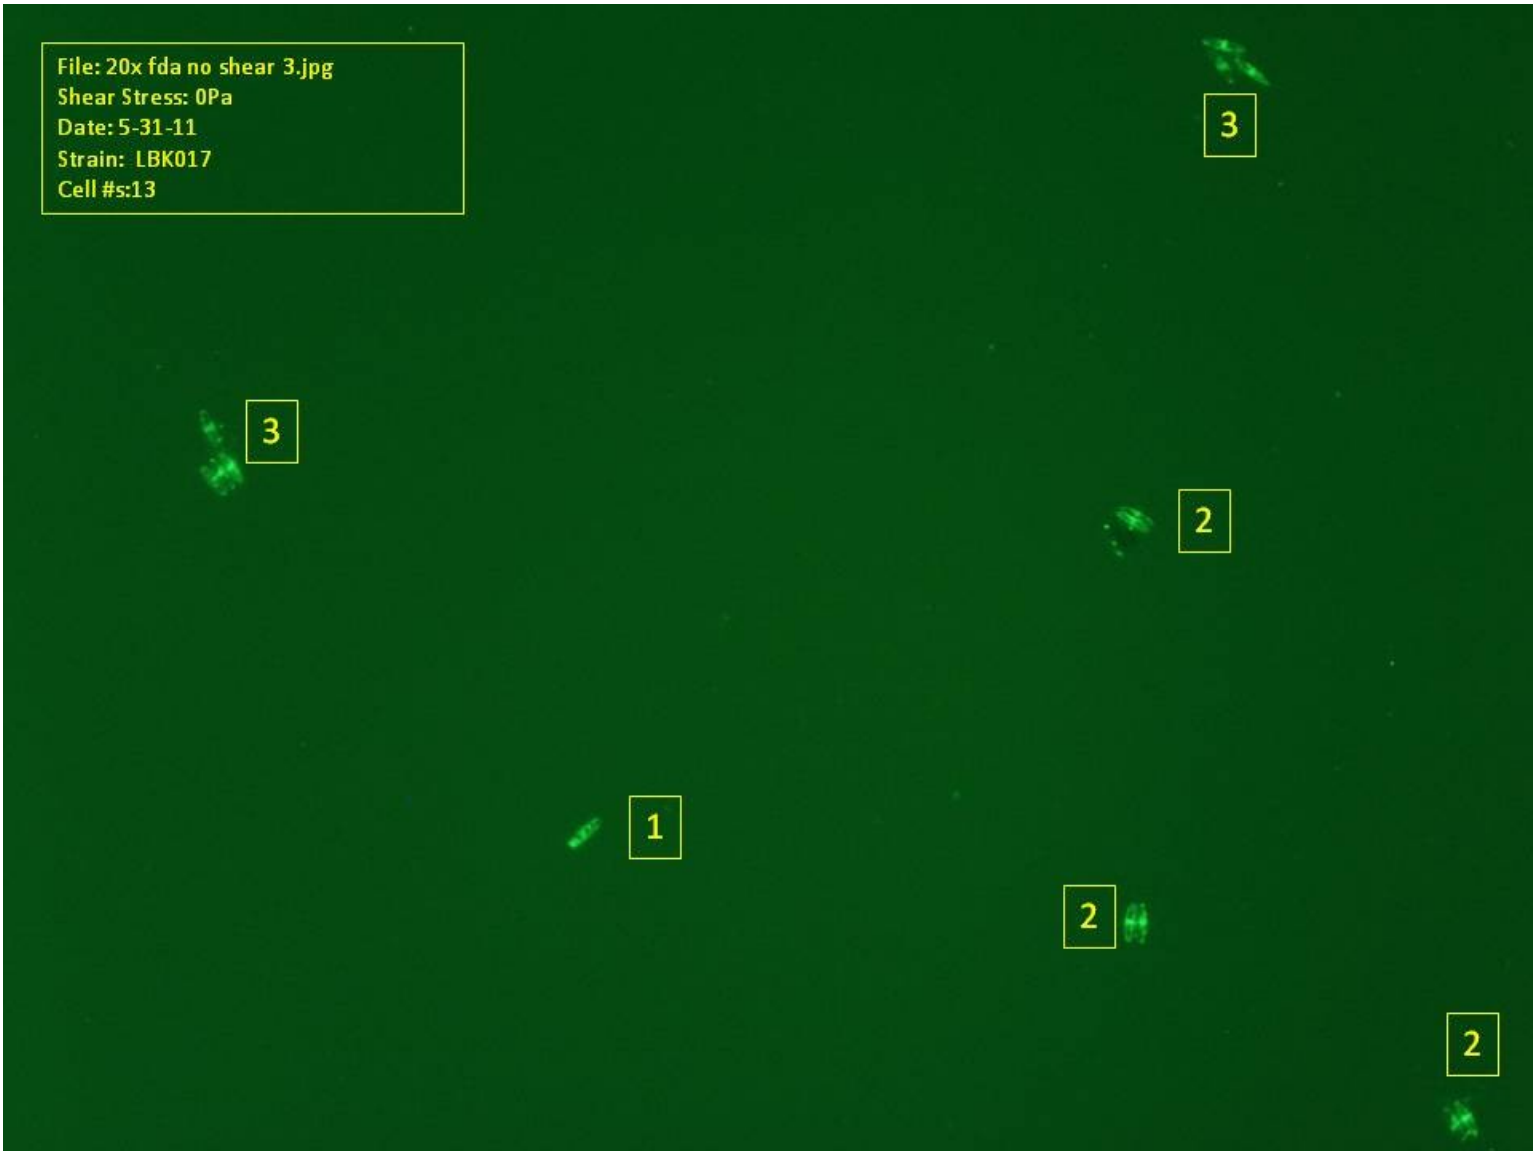 File: 20x fda no shear 3.jpg
Shear Stress: 0Pa
Date: 5-31-11
Strain: LBK017
Cell #s:13
3
3
2
1
2
2